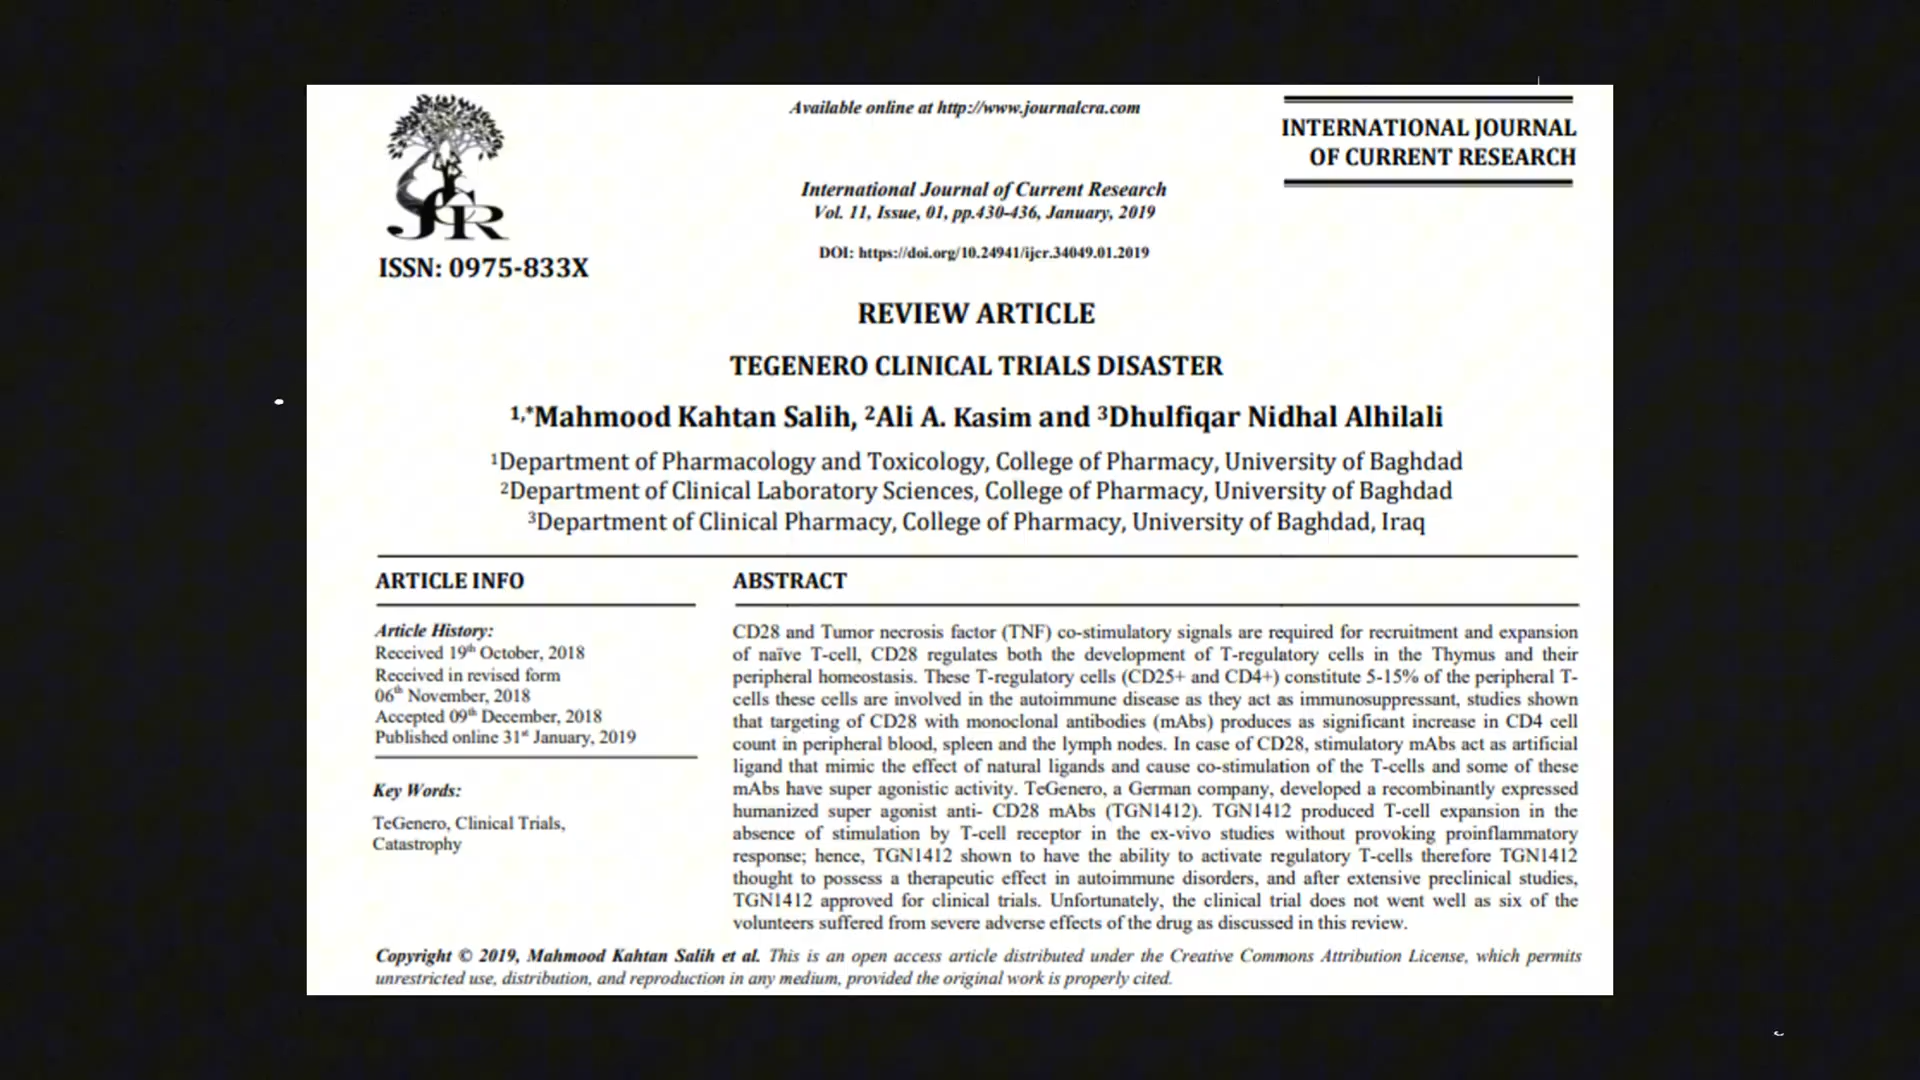 Available online at http://www.journalcra.com
INTERNATIONAL JOURNAL
OF CURRENT RESEARCH
JCR
International Journal of Current Research
Vol. 11, Issue, 01, pp.430-436, January, 2019
DOI: https://doi.org/10.24941/ijcr.34049.01.2019
ISSN: 0975-833X
REVIEW ARTICLE
TEGENERO CLINICAL TRIALS DISASTER
1,*Mahmood Kahtan Salih, 2Ali A. Kasim and 3Dhulfiqar Nidhal Alhilali
1Department of Pharmacology and Toxicology, College of Pharmacy, University of Baghdad
2Department of Clinical Laboratory Sciences, College of Pharmacy, University of Baghdad
3Department of Clinical Pharmacy, College of Pharmacy, University of Baghdad, Iraq
ARTICLE INFO
Article History:
Received 19th October, 2018
Received in revised form
06th November, 2018
Accepted 09th December, 2018
Published online 31st January, 2019
Key Words:
TeGenero, Clinical Trials,
Catastrophy
ABSTRACT
CD28 and Tumor necrosis factor (TNF) co-stimulatory signals are required for recruitment and expansion
of naïve T-cell, CD28 regulates both the development of T-regulatory cells in the Thymus and their
peripheral homeostasis. These T-regulatory cells (CD25+ and CD4+) constitute 5-15% of the peripheral T-
cells these cells are involved in the autoimmune disease as they act as immunosuppressant, studies shown
that targeting of CD28 with monoclonal antibodies (mAbs) produces as significant increase in CD4 cell
count in peripheral blood, spleen and the lymph nodes. In case of CD28, stimulatory mAbs act as artificial
ligand that mimic the effect of natural ligands and cause co-stimulation of the T-cells and some of these
mAbs have super agonistic activity. TeGenero, a German company, developed a recombinantly expressed
humanized super agonist anti- CD28 mAbs (TGN1412). TGN1412 produced T-cell expansion in the
absence of stimulation by T-cell receptor in the ex-vivo studies without provoking proinflammatory
response; hence, TGN1412 shown to have the ability to activate regulatory T-cells therefore TGN1412
thought to possess a therapeutic effect in autoimmune disorders, and after extensive preclinical studies,
TGN1412 approved for clinical trials. Unfortunately, the clinical trial does not went well as six of the
volunteers suffered from severe adverse effects of the drug as discussed in this review.
Copyright © 2019, Mahmood Kahtan Salih et al. This is an open access article distributed under the Creative Commons Attribution License, which permits
unrestricted use, distribution, and reproduction in any medium, provided the original work is properly cited.